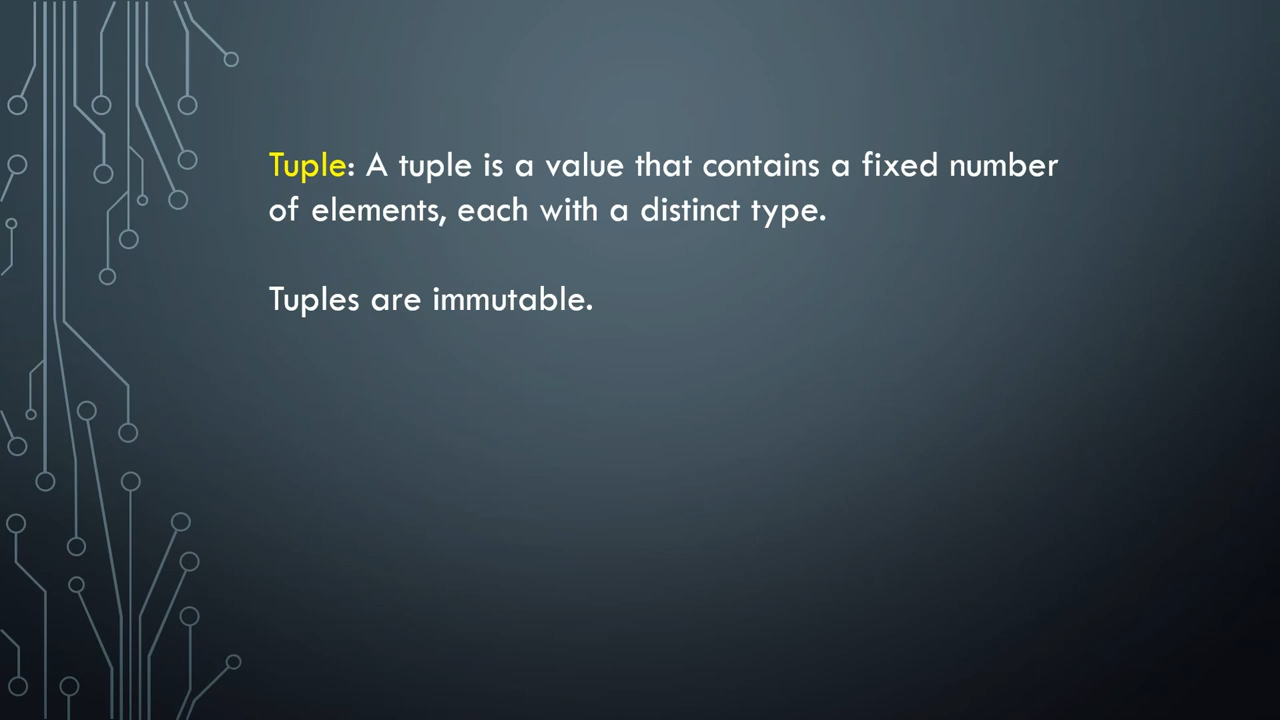 Tuple: A tuple is a value that contains a fixed number
of elements, each with a distinct type.
Tuples are immutable.